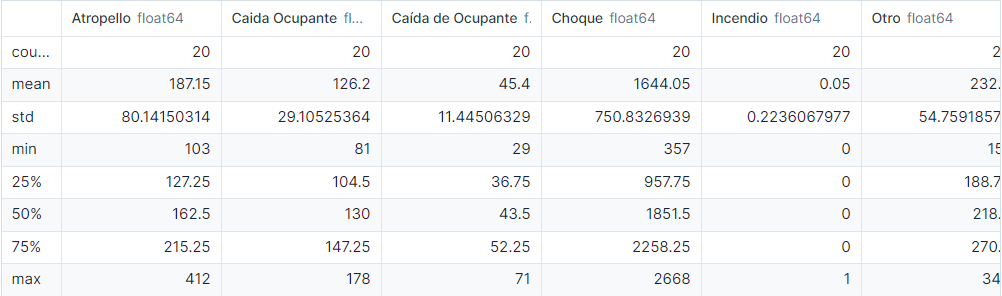 Atropello float64 Caida Ocupante fl... Caída de Ocupante f. Choque float64 Incendio float64 Otro float64
cou... 20 20 20 20 20 2
mean 187.15 126.2 45.4 1644.05 0.05 232.
std 80.14150314 29.10525364 11.44506329 750.8326939 0.2236067977 54.7591857
min 103 81 29 357 0 15
25% 127.25 104.5 36.75 957.75 0 188.7
50% 162.5 130 43.5 1851.5 0 218.
75% 215.25 147.25 52.25 2258.25 0 270.
max 412 178 71 2668 1 34